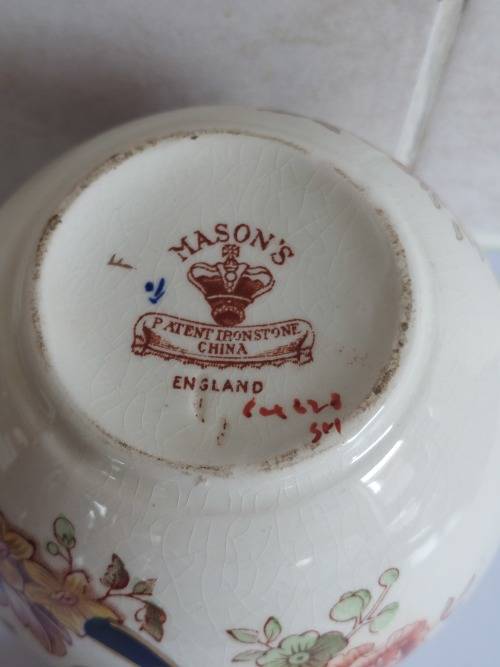 MASON'S
F
PATENT IRONSTONE
CHINA
ENGLAND